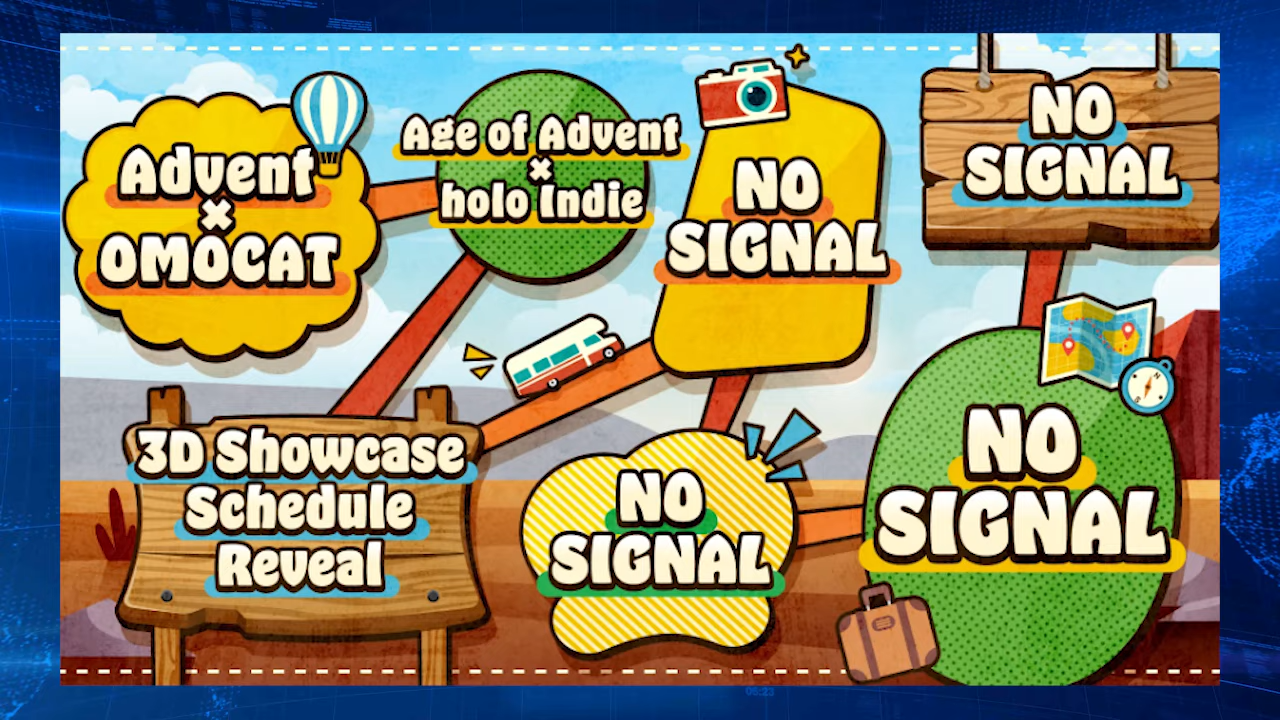 Advent
×
OMOCAT
Age of Advent
×
holo Indie
NO
SIGNAL
NO
SIGNAL
3D Showcase
Schedule
Reveal
NO
SIGNAL
NO
SIGNAL